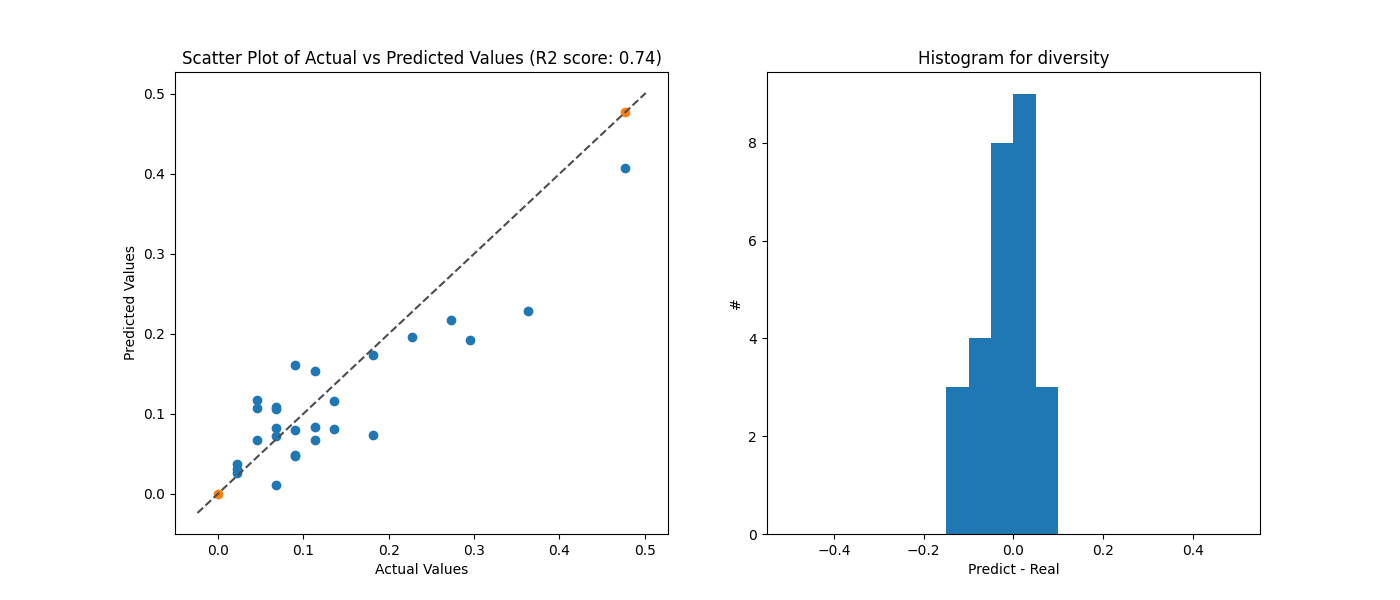 Scatter Plot of Actual vs Predicted Values (R2 score: 0.74)
0.5
0.4
0.3
0.2
0.1
0.0
Predicted Values
0.0 0.1 0.2 0.3 0.4 0.5
Actual Values
Histogram for diversity
8
6
4
2
0
#
−0.4 −0.2 0.0 0.2 0.4
Predict - Real